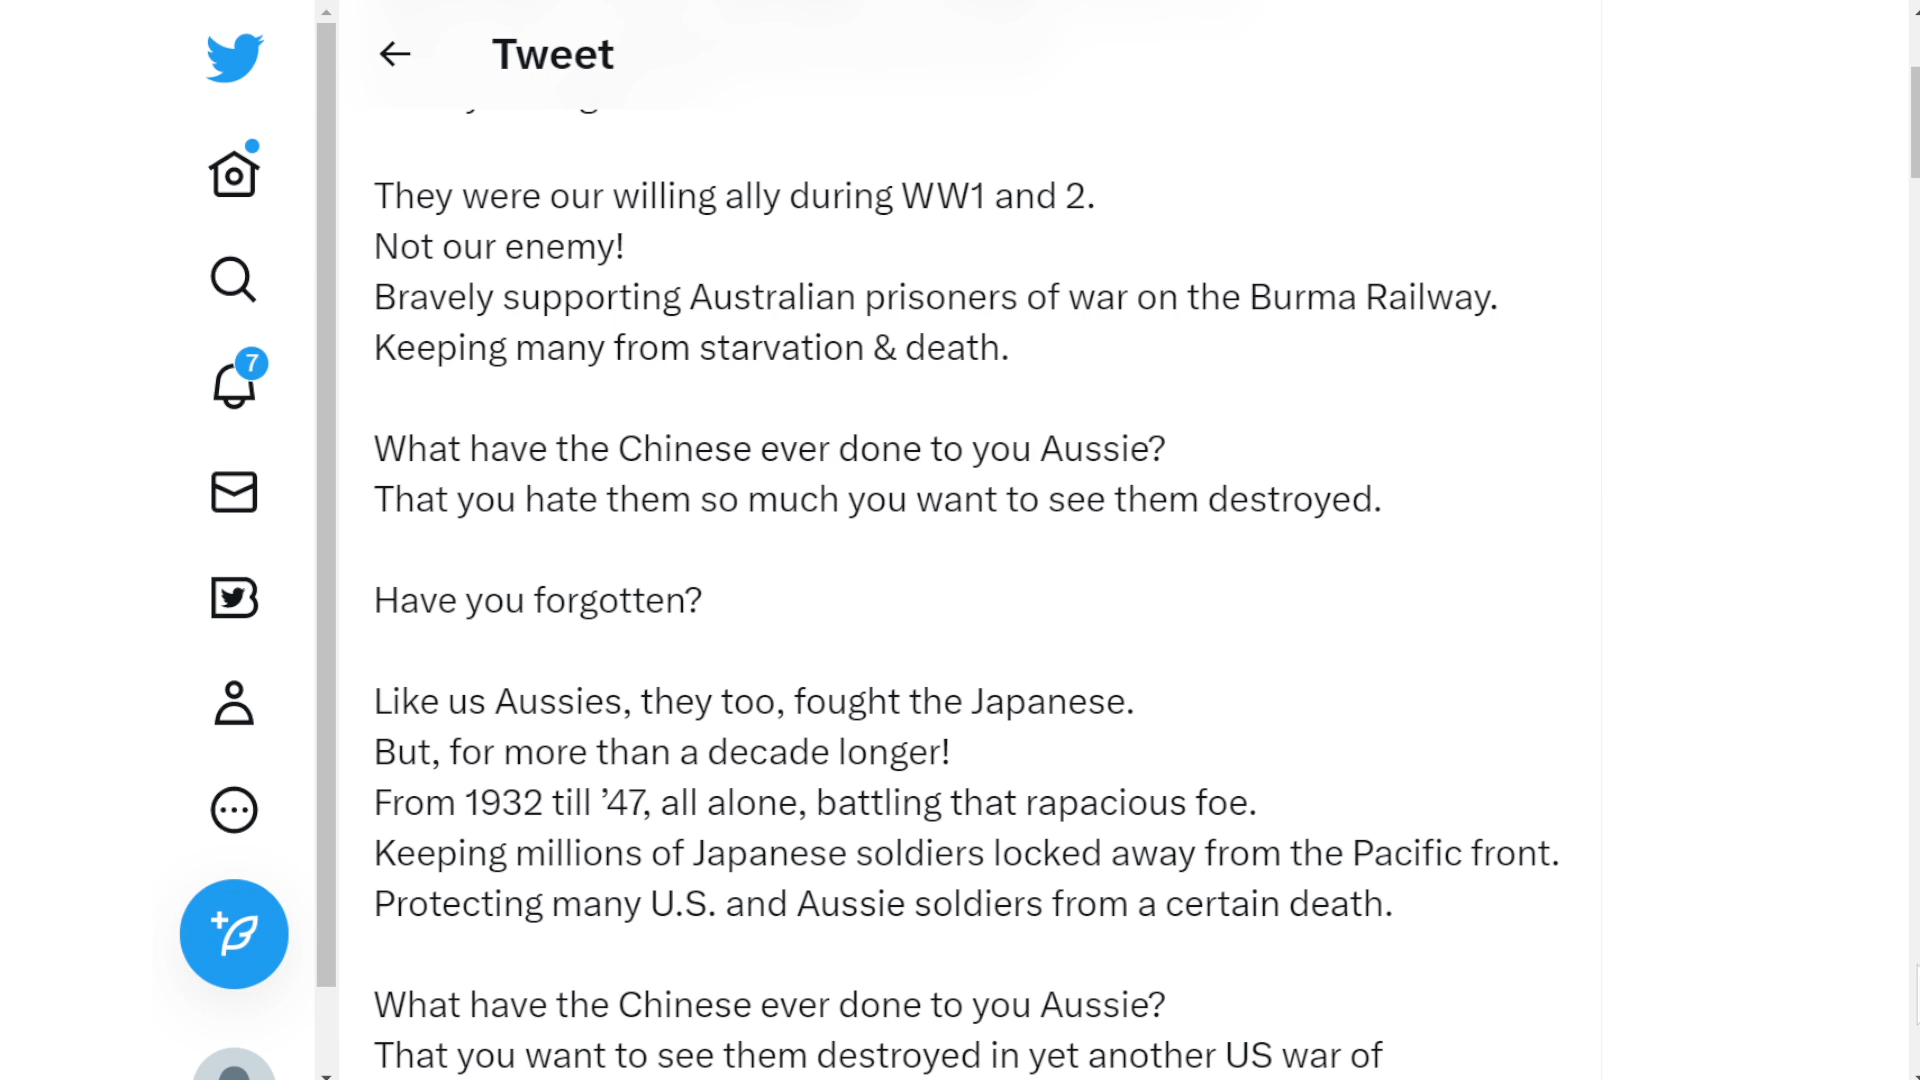 Tweet
They were our willing ally during WW1 and 2.
Not our enemy!
Bravely supporting Australian prisoners of war on the Burma Railway.
Keeping many from starvation & death.
What have the Chinese ever done to you Aussie?
That you hate them so much you want to see them destroyed.
Have you forgotten?
Like us Aussies, they too, fought the Japanese.
But, for more than a decade longer!
From 1932 till ’47, all alone, battling that rapacious foe.
Keeping millions of Japanese soldiers locked away from the Pacific front.
Protecting many U.S. and Aussie soldiers from a certain death.
What have the Chinese ever done to you Aussie?
That you want to see them destroyed in yet another US war of
7